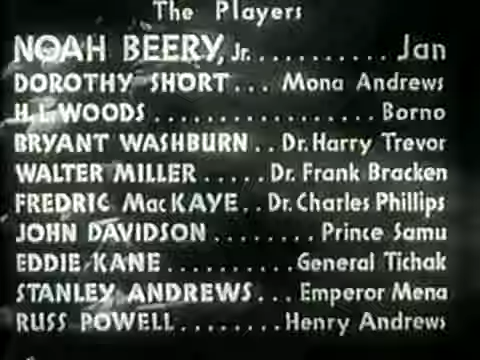 The Players
NOAH BEERY, Jr. .......... Jan
DOROTHY SHORT ... Mona Andrews
H. L. WOODS ................ Borno
BRYANT WASHBURN .. Dr. Harry Trevor
WALTER MILLER ..... Dr. Frank Bracken
FREDRIC MacKAYE .. Dr. Charles Phillips
JOHN DAVIDSON ........ Prince Samu
EDDIE KANE .......... General Tichak
STANLEY ANDREWS ... Emperor Mena
RUSS POWELL ........ Henry Andrews